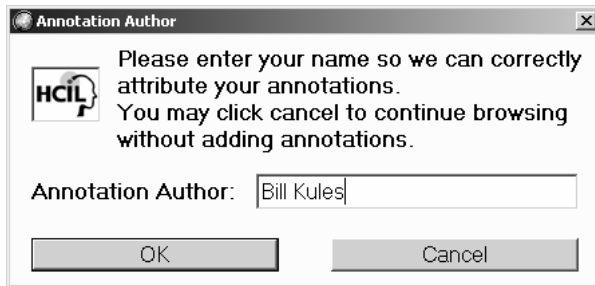 Annotation Author
Please enter your name so we can correctly
attribute your annotations.
You may click cancel to continue browsing
without adding annotations.
HCIL
Annotation Author: Bill Kules
OK Cancel